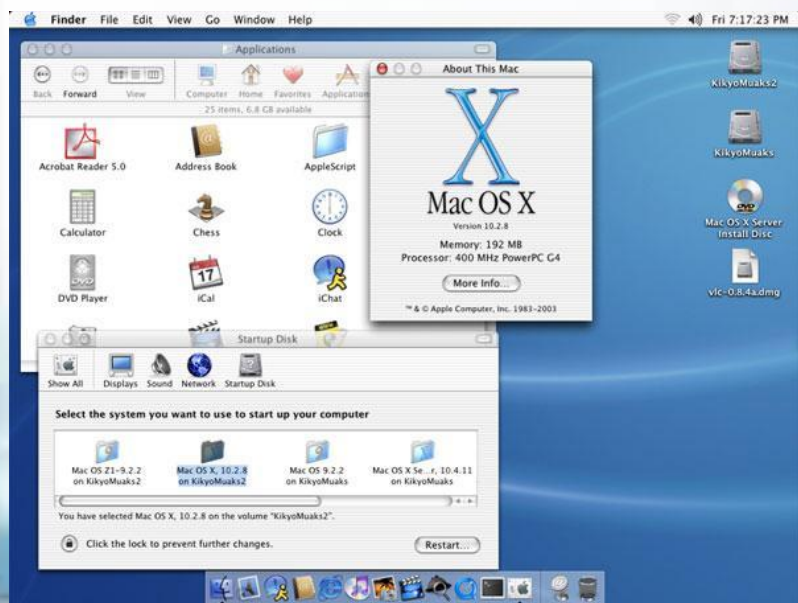 Finder File Edit View Go Window Help
Fri 7:17:23 PM
Applications
Back Forward View Computer Home Favorites Application
25 items, 6.8 GB available
Acrobat Reader 5.0 Address Book AppleScript
Calculator Chess Clock
DVD Player iCal iChat
About This Mac
X
Mac OS X
Version 10.2.8
Memory: 192 MB
Processor: 400 MHz PowerPC G4
More Info...
™ & © Apple Computer, Inc. 1983-2003
KikyoMuaks2
KikyoMuaks
DVD
Mac OS X Server
Install Disc
vlc-0.8.4a.dmg
Startup Disk
Show All Displays Sound Network Startup Disk
Select the system you want to use to start up your computer
Mac OS Z1-9.2.2 Mac OS X, 10.2.8 Mac OS 9.2.2 Mac OS X Se...r, 10.4.11
on KikyoMuaks2 on KikyoMuaks2 on KikyoMuaks on KikyoMuaks
You have selected Mac OS X, 10.2.8 on the volume "KikyoMuaks2".
Click the lock to prevent further changes.
Restart...